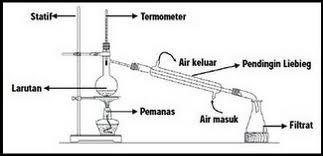 Statif
Termometer
Air keluar
Pendingin Liebieg
Larutan
Pemanas
Air masuk
Filtrat